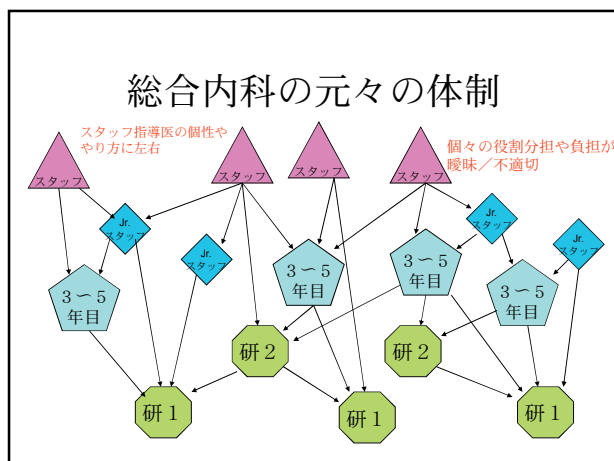 総合内科の元々の体制
スタッフ指導医の個性や
やり方に左右
個々の役割分担や負担が
曖昧／不適切
スタッフ
スタッフ
スタッフ
スタッフ
Jr.
スタッフ
Jr.
スタッフ
Jr.
スタッフ
Jr.
スタッフ
３〜５
年目
３〜５
年目
３〜５
年目
３〜５
年目
研２
研２
研１
研１
研１